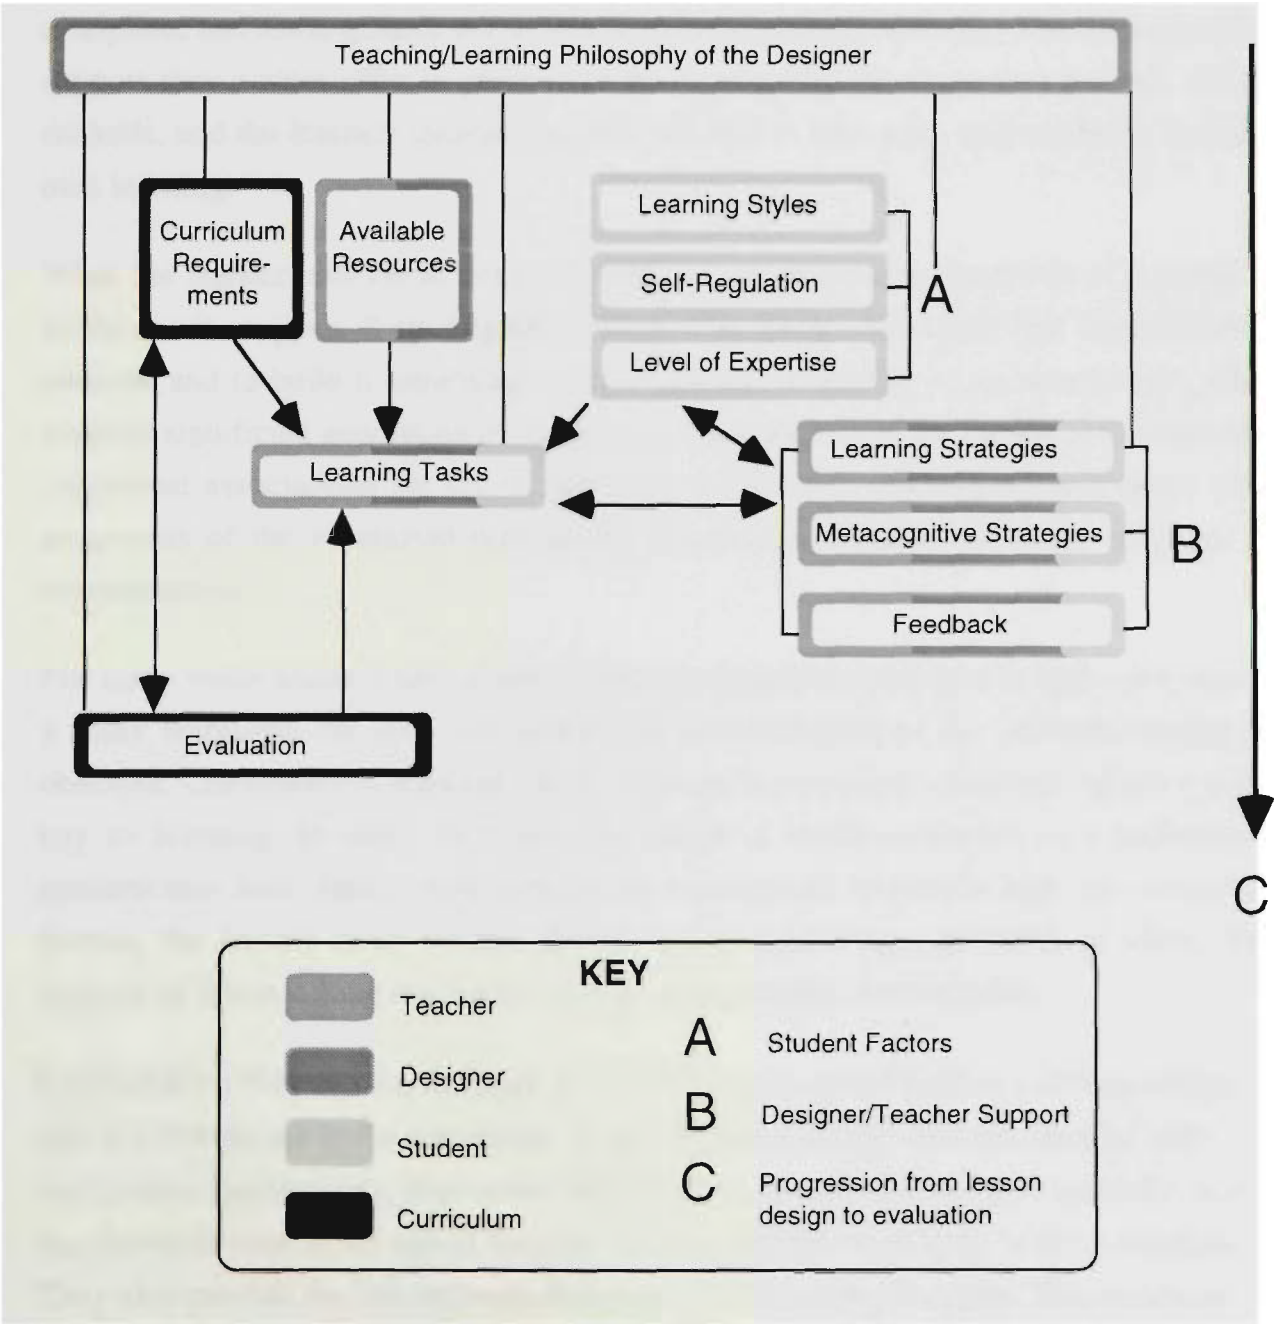 Teaching/Learning Philosophy of the Designer
Curriculum
Require-
ments
Available
Resources
Learning Styles
Self-Regulation
Level of Expertise
A
Learning Tasks
Learning Strategies
Metacognitive Strategies
Feedback
B
Evaluation
C
KEY
Teacher
Designer
Student
Curriculum
A Student Factors
B Designer/Teacher Support
C Progression from lesson
design to evaluation